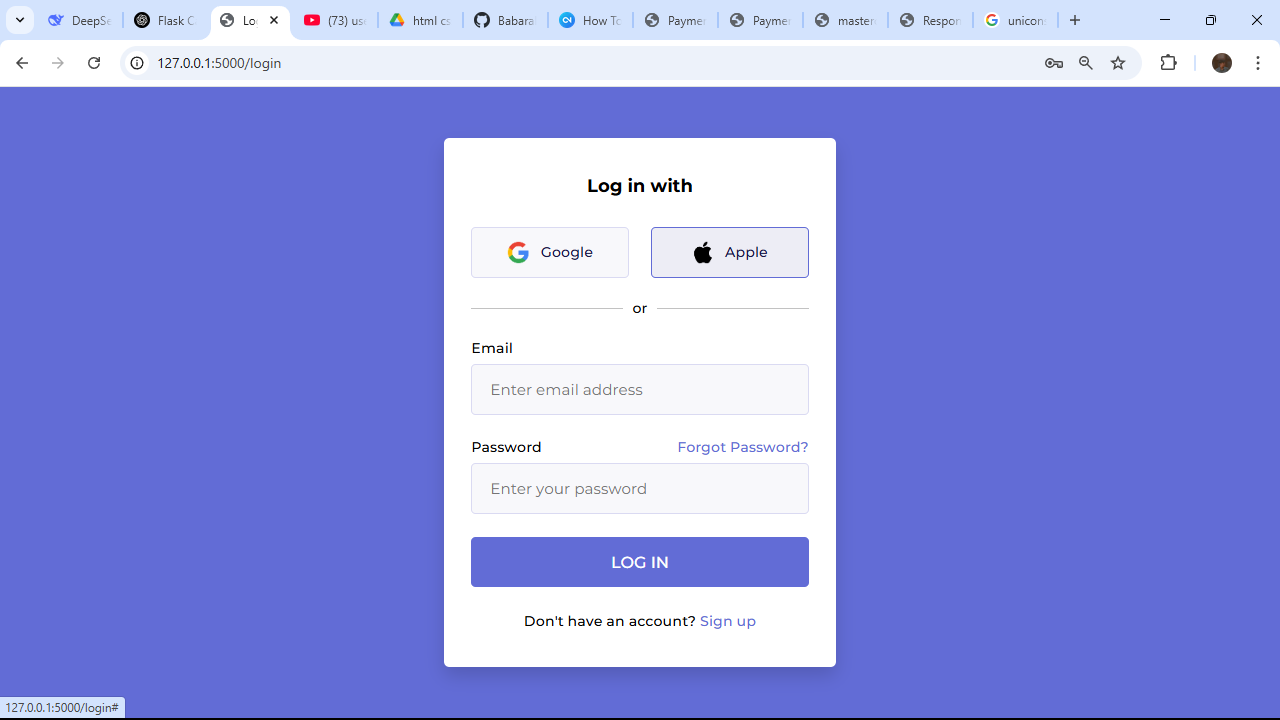 DeepSe
Flask C
Lo
(73) us
html cs
Babara
How To
Paymer
Paymer
master
Respor
unicon
127.0.0.1:5000/login
Log in with
Google
Apple
or
Email
Enter email address
Password
Forgot Password?
Enter your password
LOG IN
Don't have an account? Sign up
127.0.0.1:5000/login#